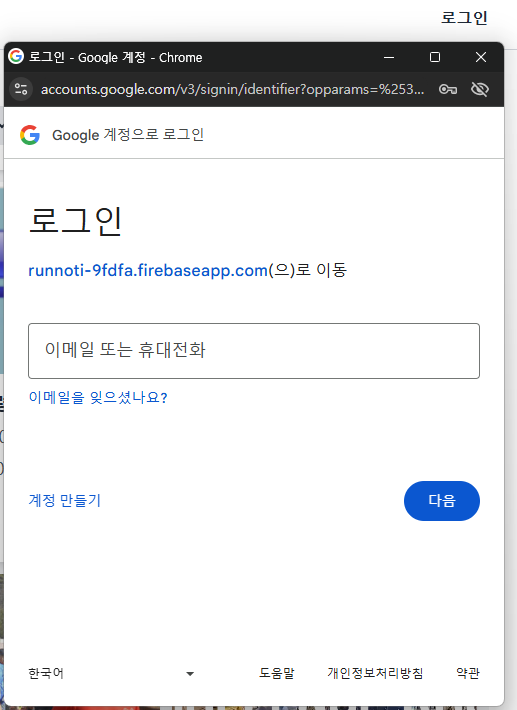 로그인
로그인 - Google 계정 - Chrome
accounts.google.com/v3/signin/identifier?opparams=%253...
Google 계정으로 로그인
로그인
runnoti-9fdfa.firebaseapp.com(으)로 이동
이메일 또는 휴대전화
이메일을 잊으셨나요?
계정 만들기
다음
한국어
도움말
개인정보처리방침
약관